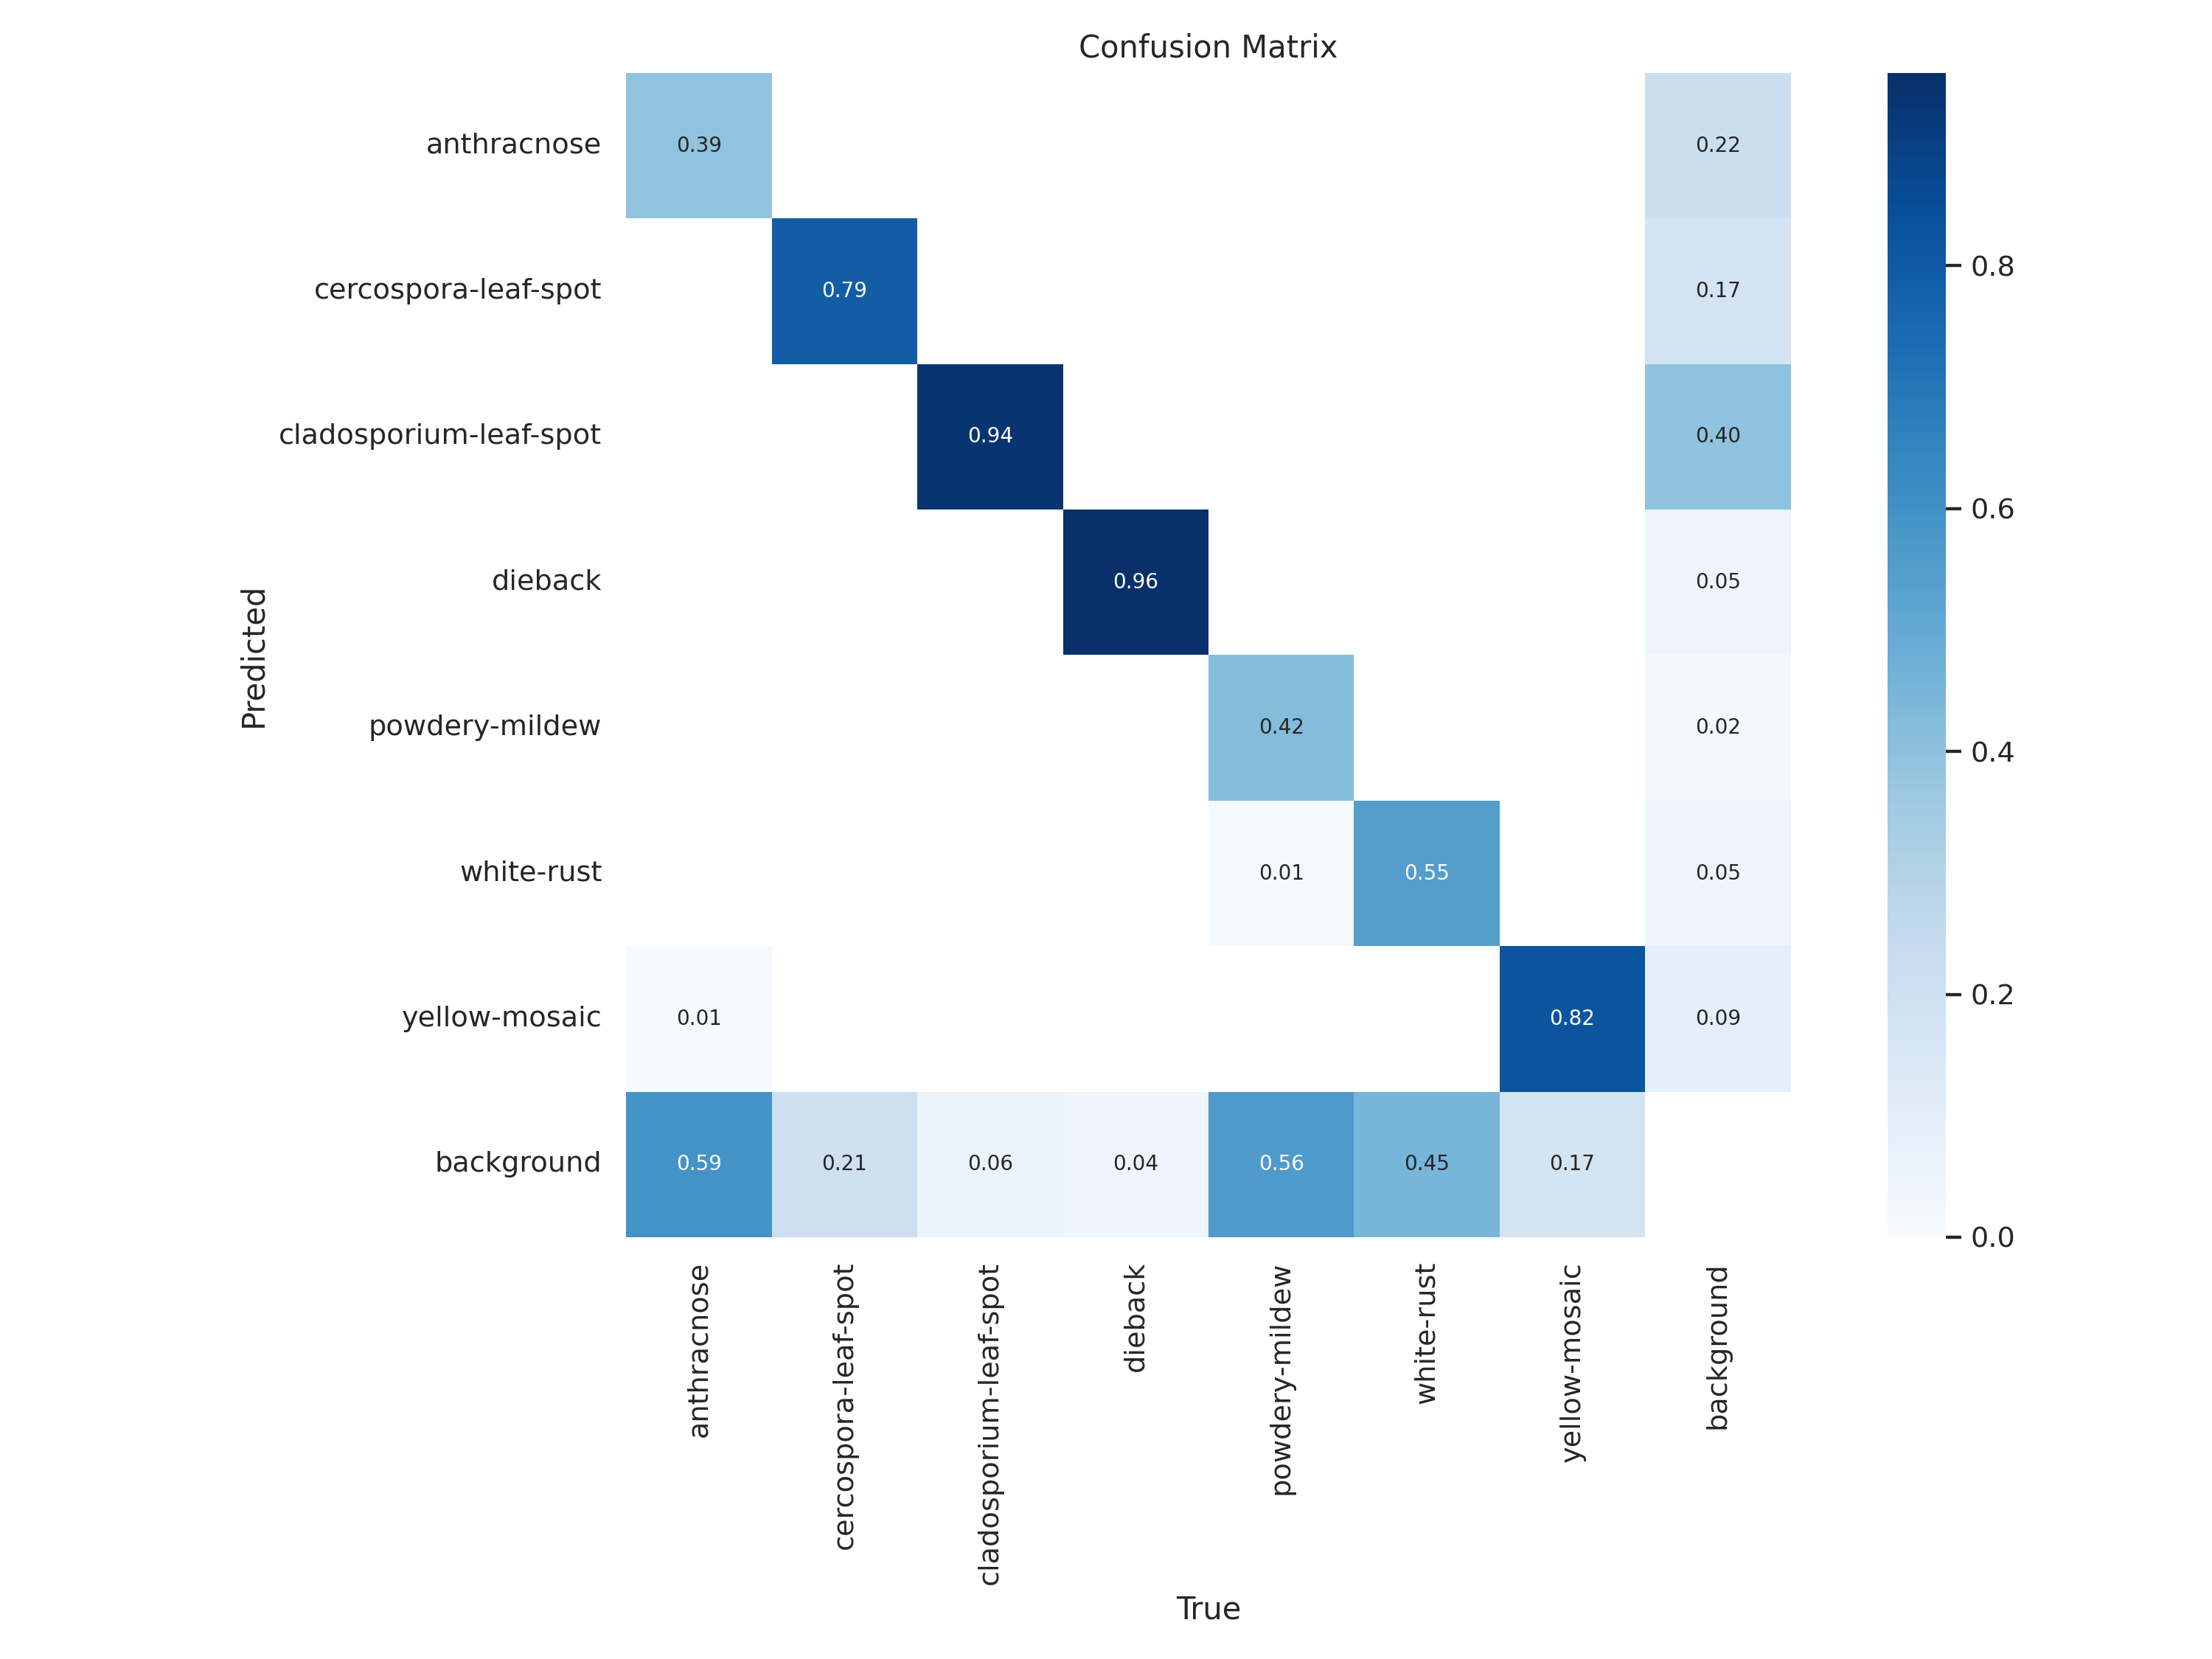 Confusion Matrix
anthracnose 0.39 0.22
cercospora-leaf-spot 0.79 0.17
cladosporium-leaf-spot 0.94 0.40
dieback 0.96 0.05
powdery-mildew 0.42 0.02
white-rust 0.01 0.55 0.05
yellow-mosaic 0.01 0.82 0.09
background 0.59 0.21 0.06 0.04 0.56 0.45 0.17
Predicted
anthracnose
cercospora-leaf-spot
cladosporium-leaf-spot
dieback
powdery-mildew
white-rust
yellow-mosaic
background
True
0.8
0.6
0.4
0.2
0.0